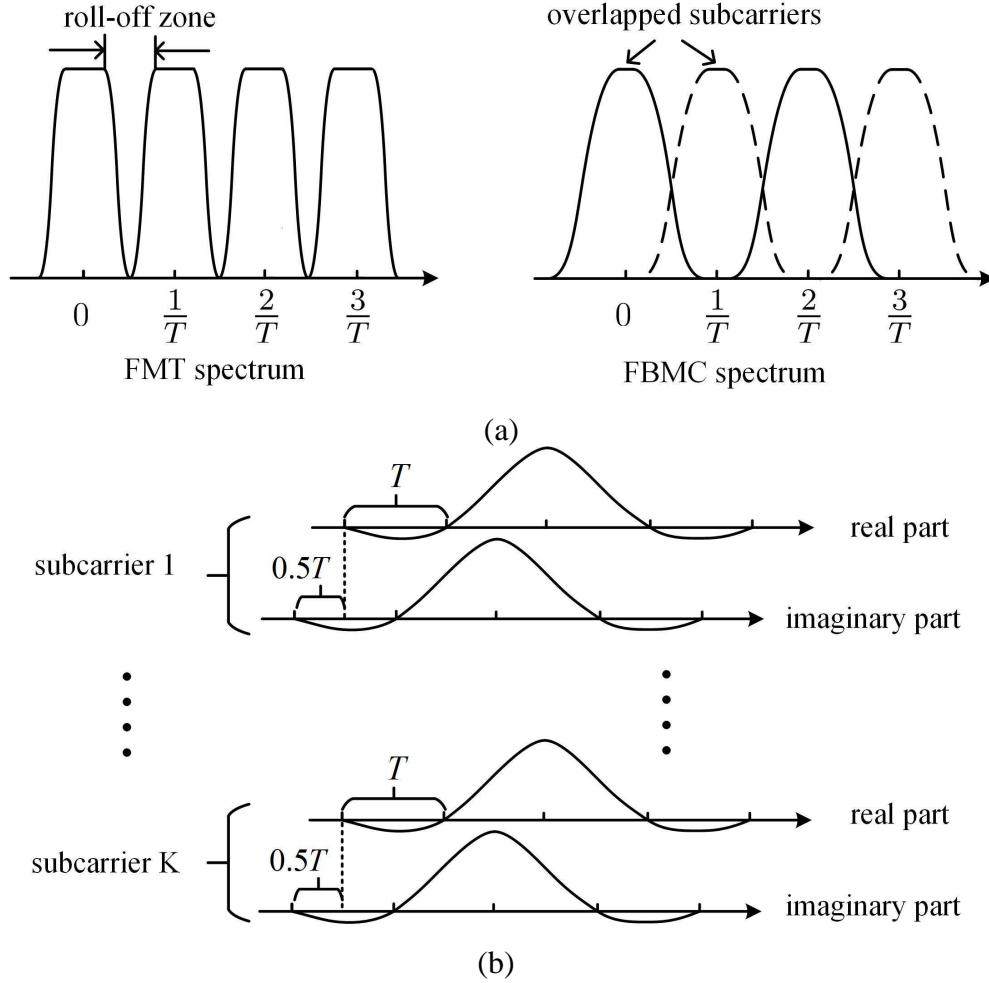 roll-off zone
overlapped subcarriers
0 1/T 2/T 3/T
0 1/T 2/T 3/T
FMT spectrum
FBMC spectrum
(a)
T
real part
subcarrier 1
0.5T
imaginary part
T
real part
subcarrier K
0.5T
imaginary part
(b)